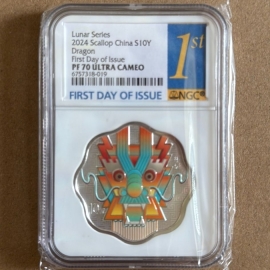 Lunar Series
2024 Scallop China S10Y
Dragon
First Day of Issue
PF 70 ULTRA CAMEO
6757318-019
1st
FIRST DAY OF ISSUE
NGC